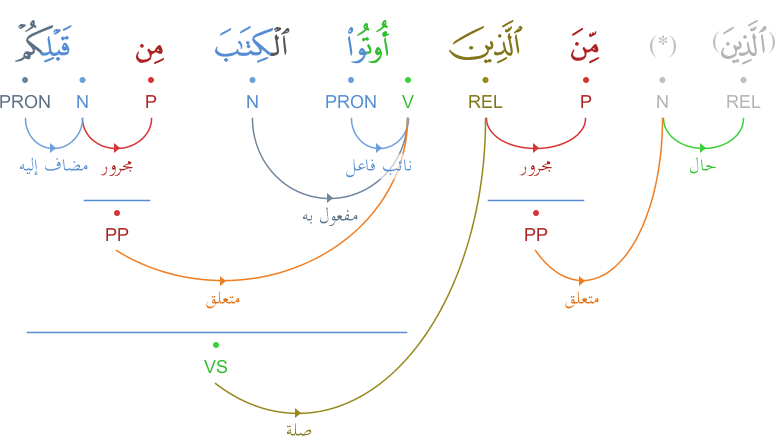 (ٱلَّذِينَ) (*) مِّنَ ٱلَّذِينَ أُوتُوا۟ ٱلْكِتَـٰبَ مِن قَبْلِكُمْ
REL N P REL V PRON N P N PRON
حال مجرور نائب فاعل مجرور مضاف إليه
مفعول به
PP PP
متعلق متعلق
VS
صلة